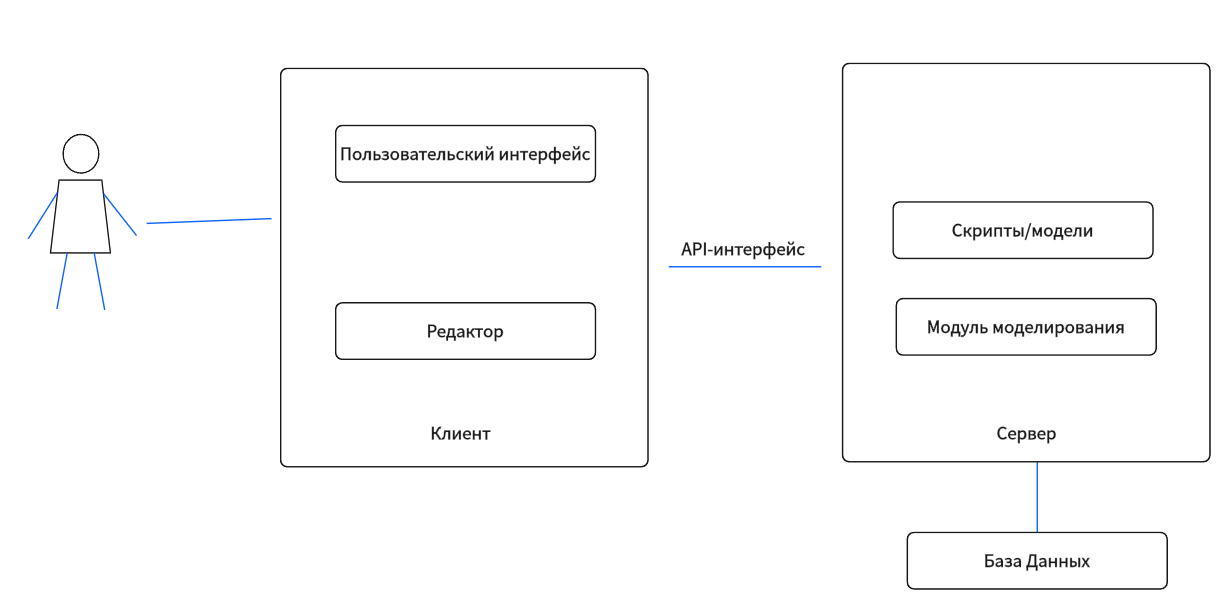 Пользовательский интерфейс
Редактор
Клиент
API-интерфейс
Скрипты/модели
Модуль моделирования
Сервер
База Данных